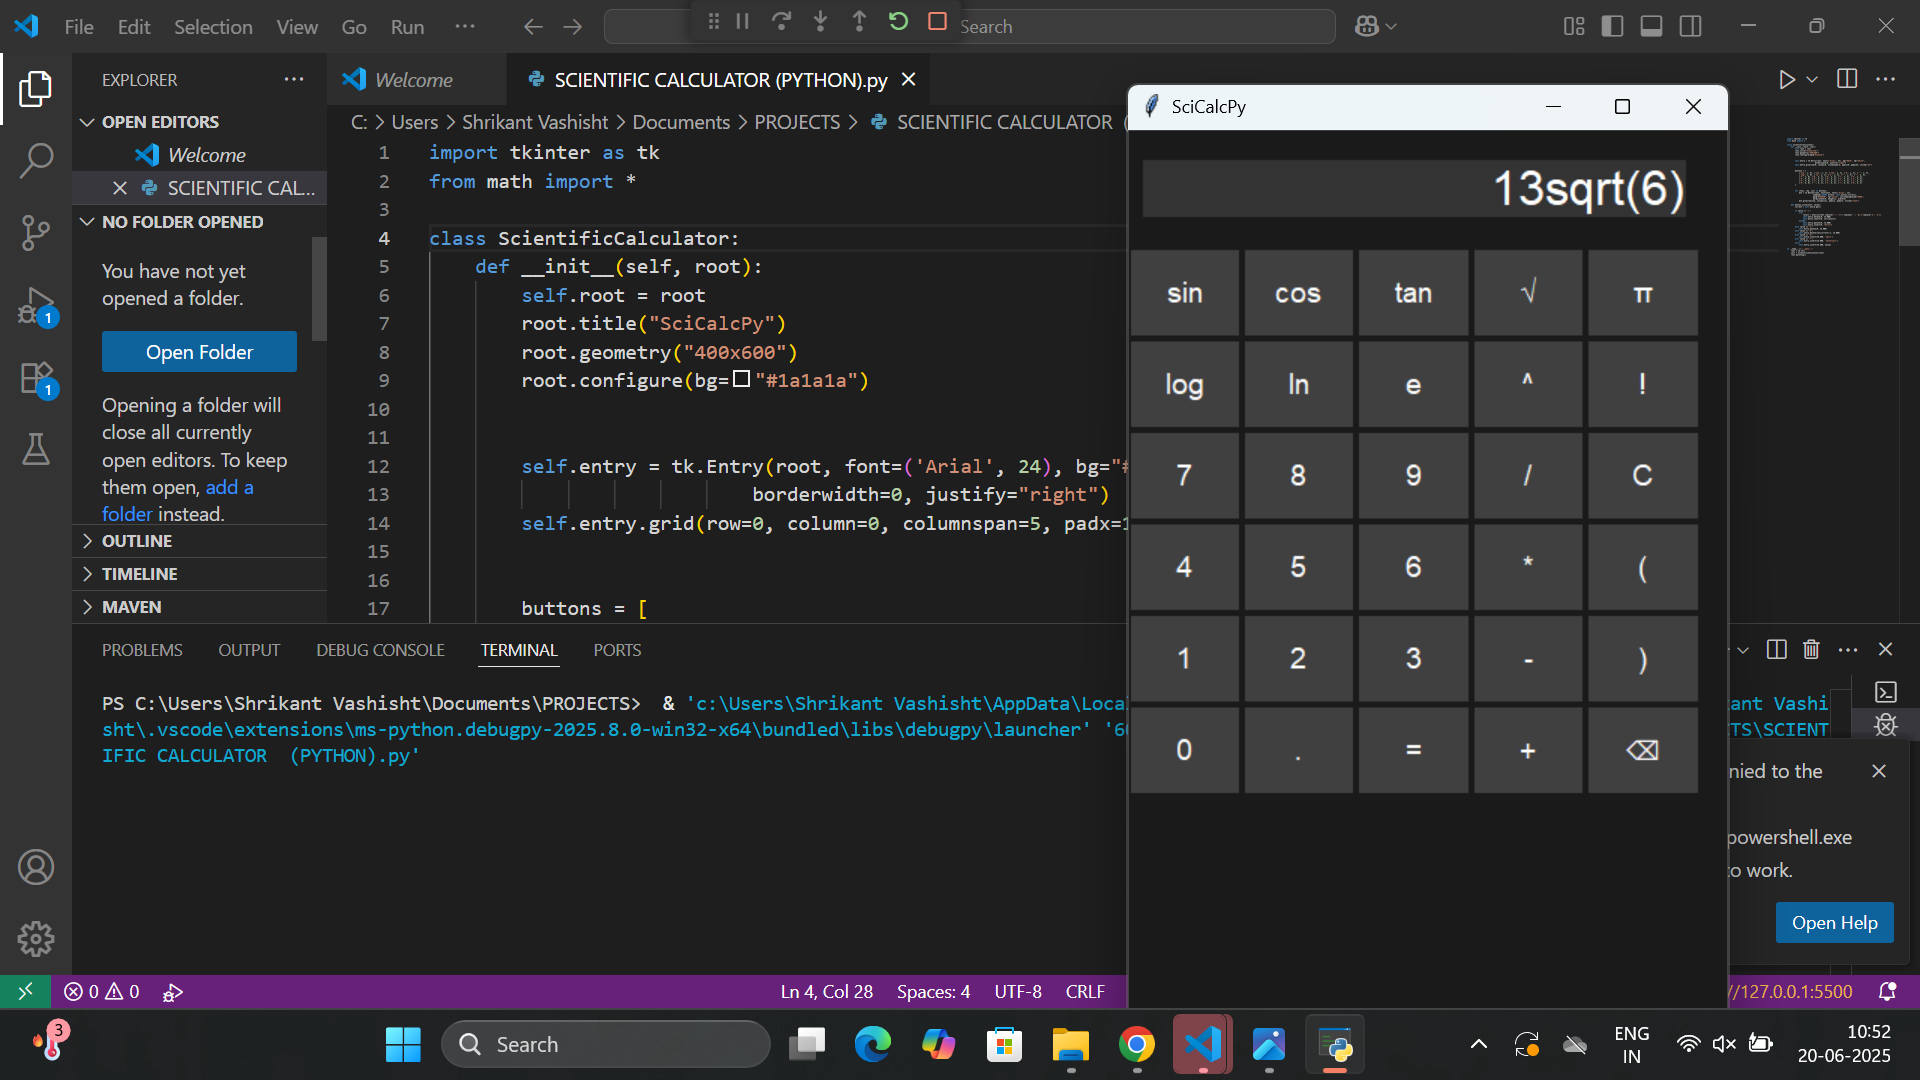 File Edit Selection View Go Run ··· Search
EXPLORER ···
OPEN EDITORS
Welcome
SCIENTIFIC CAL...
NO FOLDER OPENED
You have not yet
opened a folder.
Open Folder
Opening a folder will
close all currently
open editors. To keep
them open, add a
folder instead.
OUTLINE
TIMELINE
MAVEN
1
1
Welcome SCIENTIFIC CALCULATOR (PYTHON).py
C: > Users > Shrikant Vashisht > Documents > PROJECTS > SCIENTIFIC CALCULATOR (
1 import tkinter as tk
2 from math import *
3
4 class ScientificCalculator:
5 def __init__(self, root):
6 self.root = root
7 root.title("SciCalcPy")
8 root.geometry("400x600")
9 root.configure(bg="#1a1a1a")
10
11
12 self.entry = tk.Entry(root, font=('Arial', 24), bg="#
13 borderwidth=0, justify="right")
14 self.entry.grid(row=0, column=0, columnspan=5, padx=1
15
16
17 buttons = [
SciCalcPy
13sqrt(6)
sin cos tan √ π
log ln e ^ !
7 8 9 / C
4 5 6 * (
1 2 3 - )
0 . = + ⌫
PROBLEMS OUTPUT DEBUG CONSOLE TERMINAL PORTS
PS C:\Users\Shrikant Vashisht\Documents\PROJECTS> & 'c:\Users\Shrikant Vashisht\AppData\Loca ant Vashi
sht\.vscode\extensions\ms-python.debugpy-2025.8.0-win32-x64\bundled\libs\debugpy\launcher' '6 TS\SCIENT
IFIC CALCULATOR (PYTHON).py'
nied to the
powershell.exe
o work.
Open Help
0 0 Ln 4, Col 28 Spaces: 4 UTF-8 CRLF //127.0.0.1:5500
3 Search ENG
IN 10:52
20-06-2025